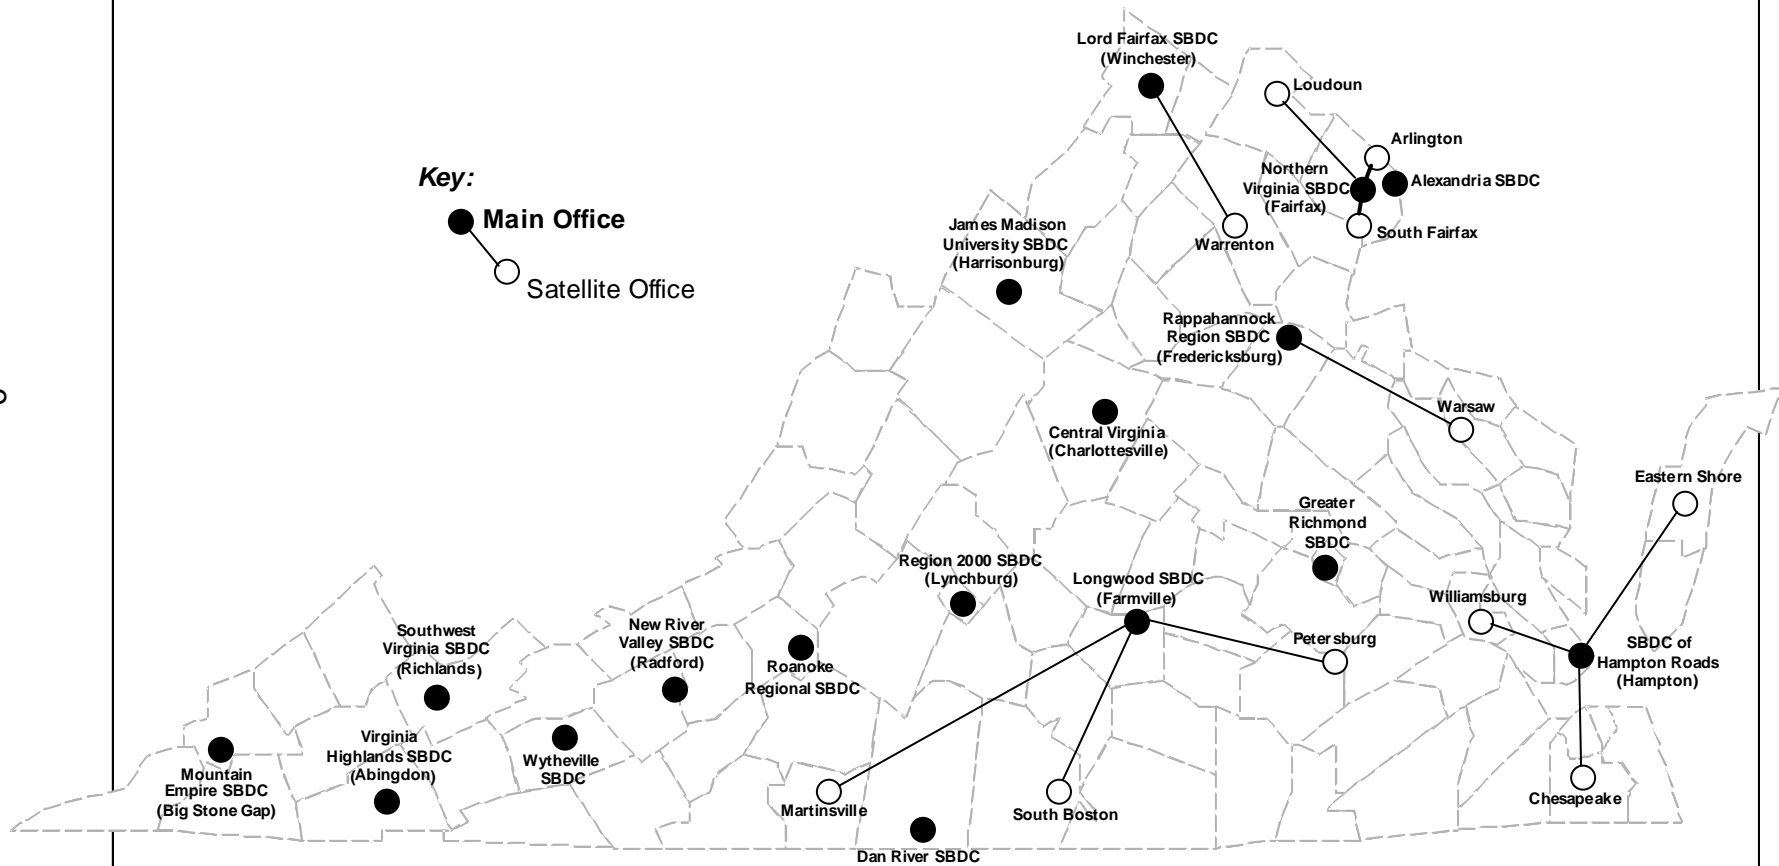 Lord Fairfax SBDC
(Winchester)
Loudoun
Arlington
Northern
Virginia SBDC
(Fairfax)
Alexandria SBDC
South Fairfax
Warrenton
Key:
Main Office
Satellite Office
James Madison
University SBDC
(Harrisonburg)
Rappahannock
Region SBDC
(Fredericksburg)
Warsaw
Central Virginia
(Charlottesville)
Eastern Shore
Greater
Richmond
SBDC
Region 2000 SBDC
(Lynchburg)
Longwood SBDC
(Farmville)
Williamsburg
Petersburg
SBDC of
Hampton Roads
(Hampton)
Southwest
Virginia SBDC
(Richlands)
New River
Valley SBDC
(Radford)
Roanoke
Regional SBDC
Mountain
Empire SBDC
(Big Stone Gap)
Virginia
Highlands SBDC
(Abingdon)
Wytheville
SBDC
Martinsville
South Boston
Chesapeake
Dan River SBDC